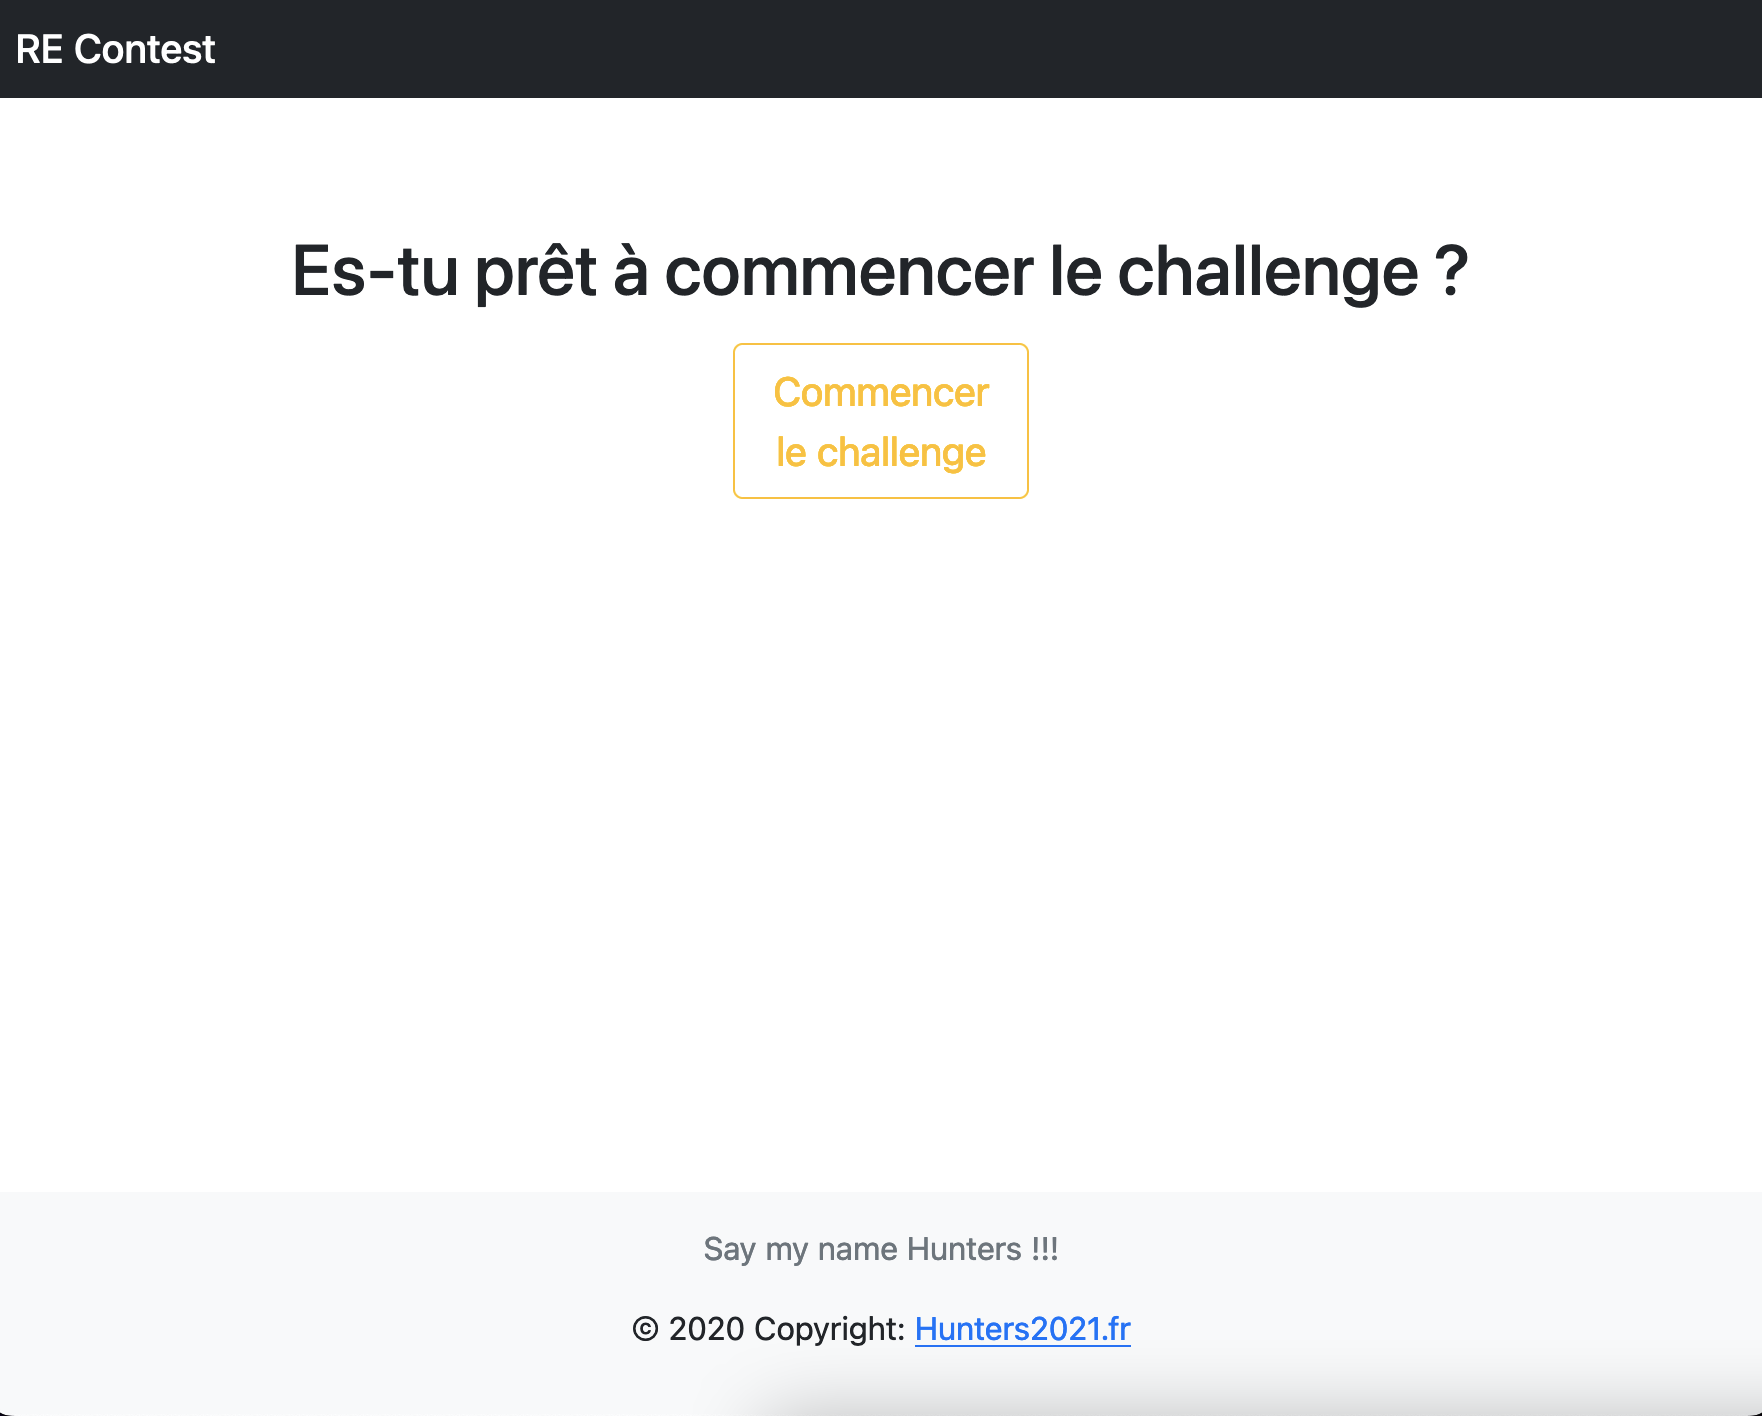 RE Contest
Es-tu prêt à commencer le challenge ?
Commencer
le challenge
Say my name Hunters !!!
© 2020 Copyright: Hunters2021.fr